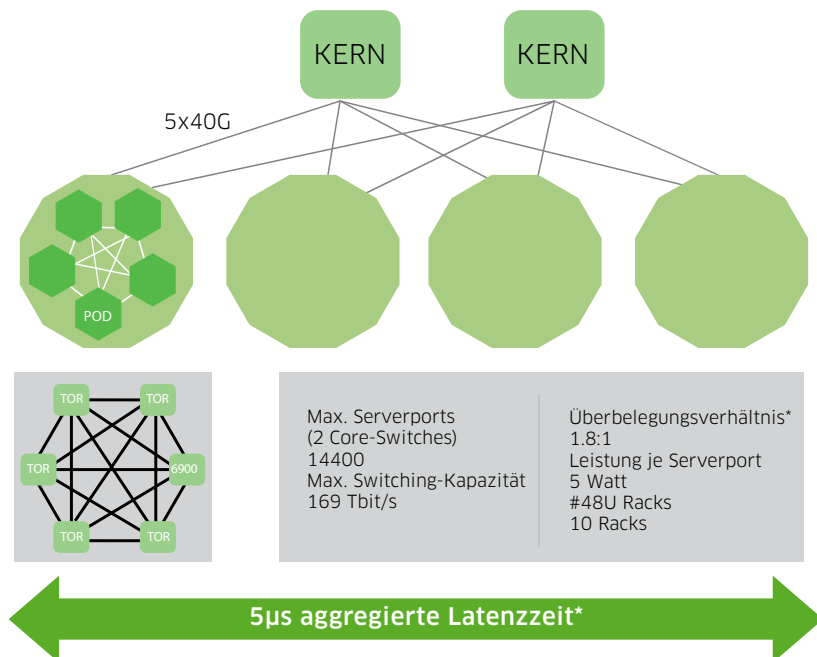 KERN
KERN
5x40G
POD
TOR
TOR
TOR
6900
TOR
TOR
Max. Serverports
(2 Core-Switches)
14400
Max. Switching-Kapazität
169 Tbit/s
Überbelegungsverhältnis*
1.8:1
Leistung je Serverport
5 Watt
#48U Racks
10 Racks
5µs aggregierte Latenzzeit*